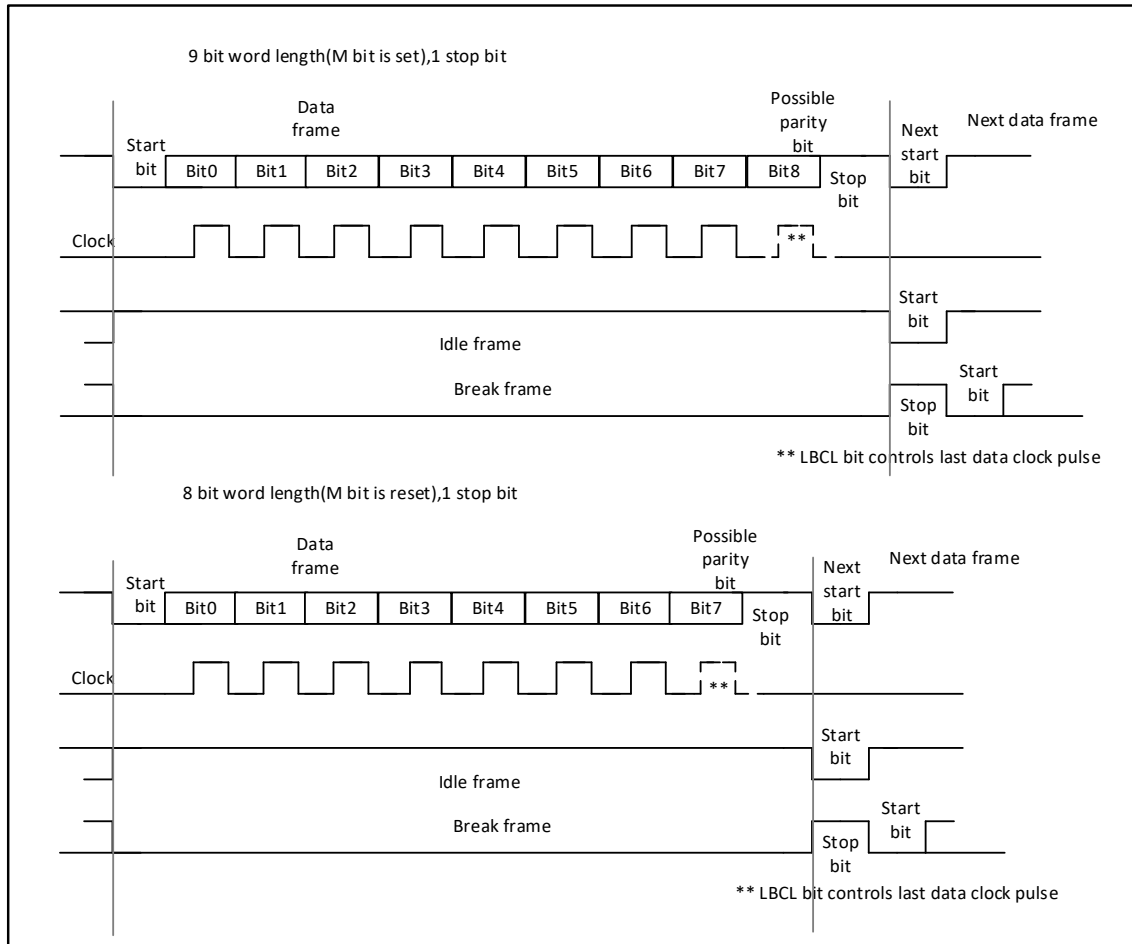 9 bit word length(M bit is set),1 stop bit
Data
frame
Possible
parity
bit
Start
bit
Bit0
Bit1
Bit2
Bit3
Bit4
Bit5
Bit6
Bit7
Bit8
Stop
bit
Next
start
bit
Next data frame
Clock
**
Start
bit
Idle frame
Break frame
Stop
bit
Start
bit
** LBCL bit controls last data clock pulse
8 bit word length(M bit is reset),1 stop bit
Data
frame
Possible
parity
bit
Start
bit
Bit0
Bit1
Bit2
Bit3
Bit4
Bit5
Bit6
Bit7
Stop
bit
Next
start
bit
Next data frame
Clock
**
Start
bit
Idle frame
Break frame
Stop
bit
Start
bit
** LBCL bit controls last data clock pulse